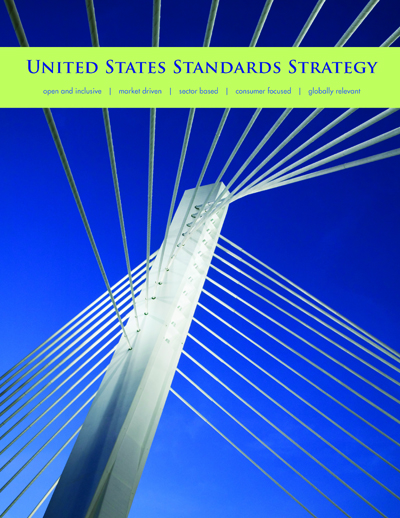 United States Standards Strategy
open and inclusive | market driven | sector based | consumer focused | globally relevant